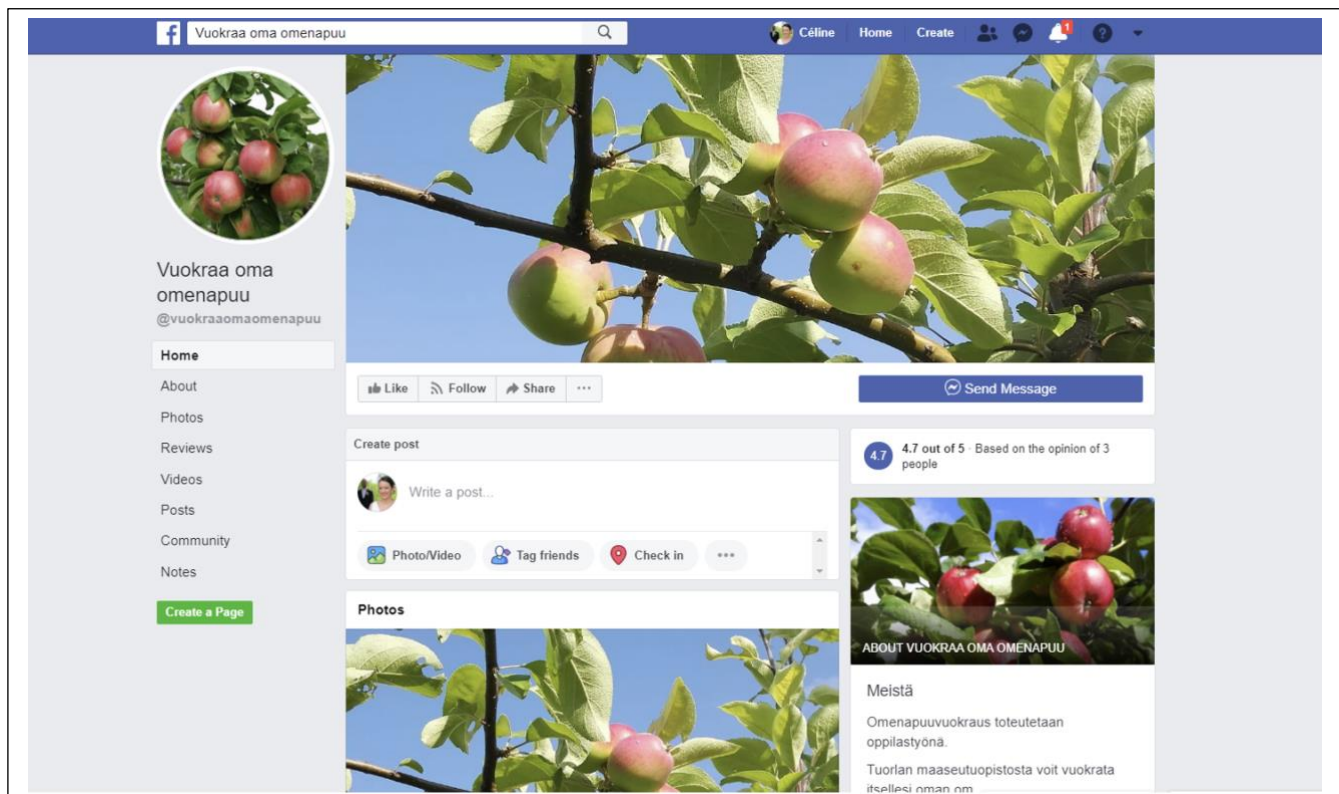 Vuokraa oma omenapuu
Céline Home Create
1
Vuokraa oma
omenapuu
@vuokraaomaomenapuu
Home
About
Photos
Reviews
Videos
Posts
Community
Notes
Create a Page
Like Follow Share
Send Message
Create post
Write a post...
Photo/Video Tag friends Check in
Photos
4.7
4.7 out of 5 · Based on the opinion of 3
people
ABOUT VUOKRAA OMA OMENAPUU
Meistä
Omenapuuvuokraus toteutetaan
oppilastyönä.
Tuorlan maaseutuopistosta voit vuokrata
itsellesi oman om